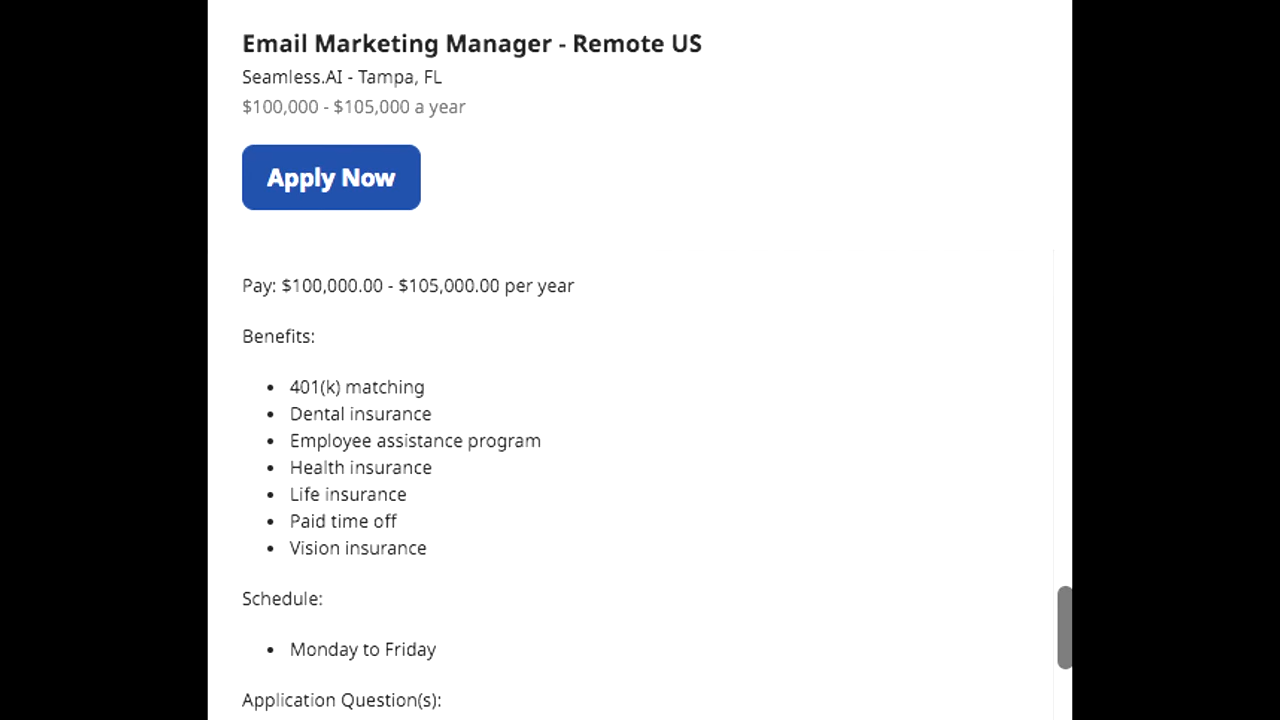 Email Marketing Manager - Remote US
Seamless.AI - Tampa, FL
$100,000 - $105,000 a year
Apply Now
Pay: $100,000.00 - $105,000.00 per year
Benefits:
• 401(k) matching
• Dental insurance
• Employee assistance program
• Health insurance
• Life insurance
• Paid time off
• Vision insurance
Schedule:
• Monday to Friday
Application Question(s):